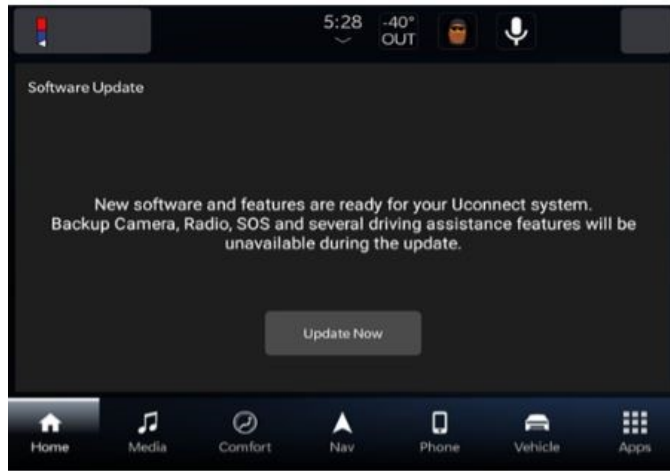 5:28
-40°
OUT
Software Update
New software and features are ready for your Uconnect system.
Backup Camera, Radio, SOS and several driving assistance features will be
unavailable during the update.
Update Now
Home
Media
Comfort
Nav
Phone
Vehicle
Apps